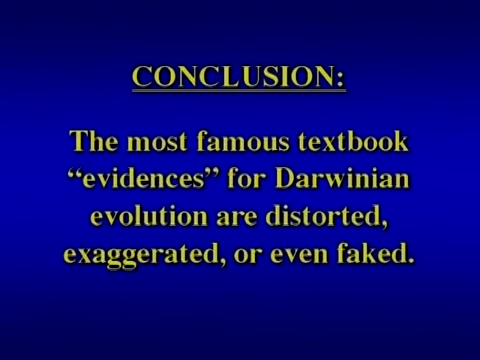 CONCLUSION:
The most famous textbook
“evidences” for Darwinian
evolution are distorted,
exaggerated, or even faked.